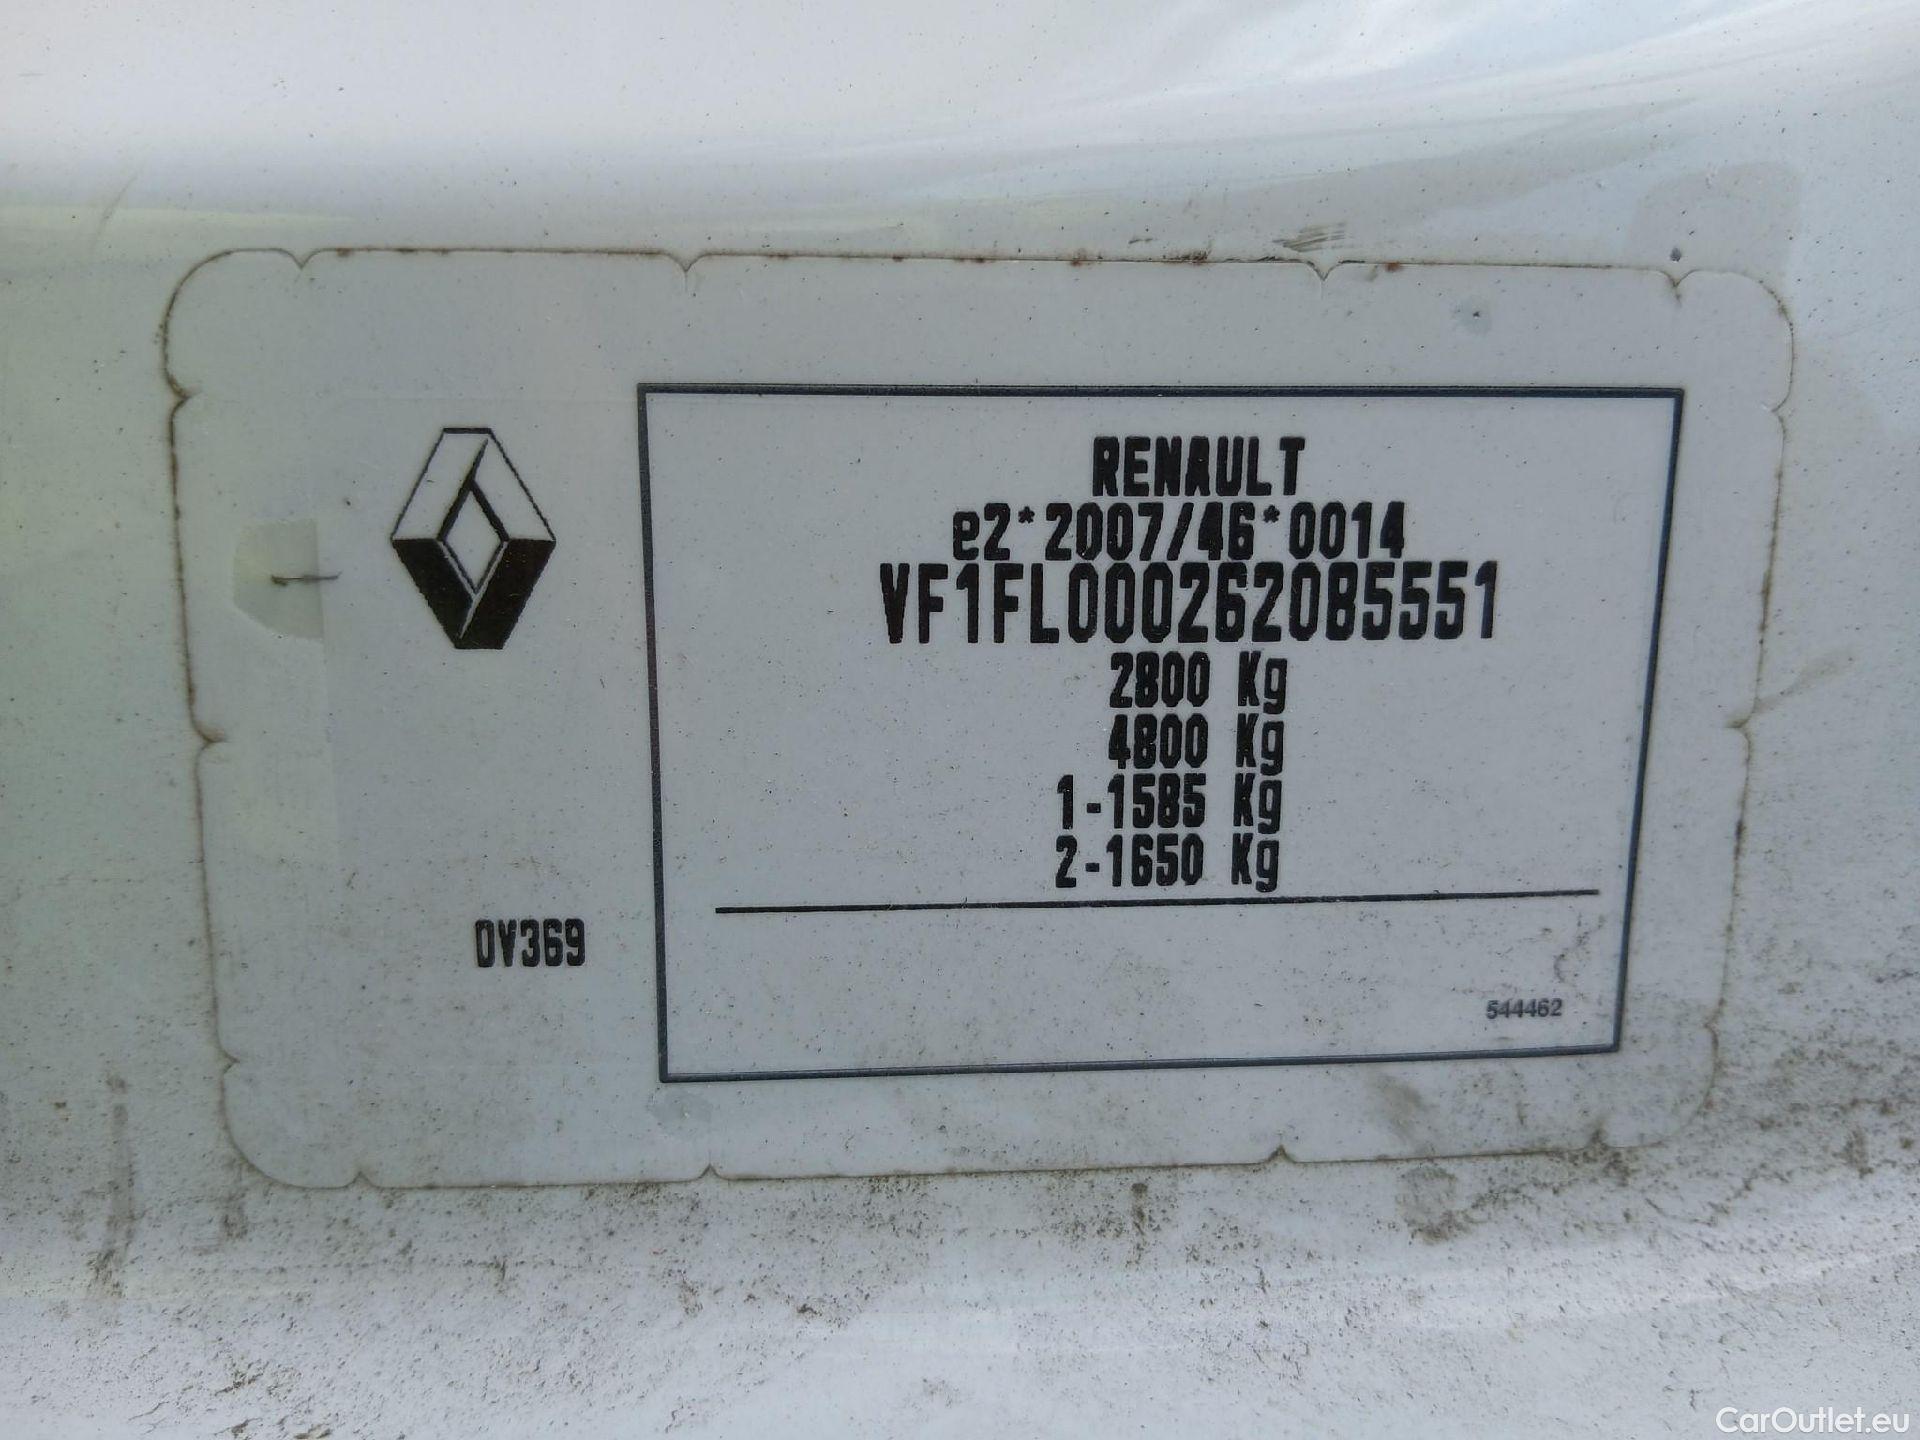 RENAULT
e2*2007/46*0014
VF1FL000262085551
2800 Kg
4800 Kg
1-1585 Kg
2-1650 Kg
0V369
544462
CarOutlet.eu